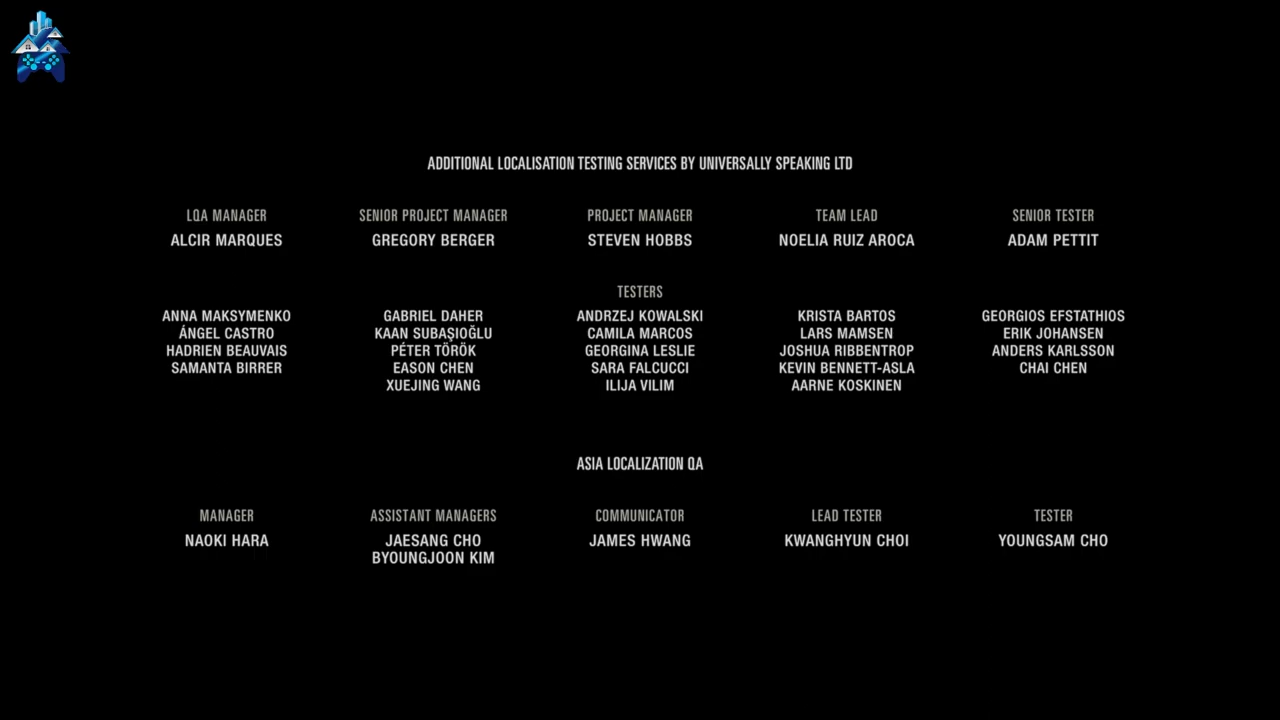 ADDITIONAL LOCALISATION TESTING SERVICES BY UNIVERSALLY SPEAKING LTD
LQA MANAGER
ALCIR MARQUES
SENIOR PROJECT MANAGER
GREGORY BERGER
PROJECT MANAGER
STEVEN HOBBS
TEAM LEAD
NOELIA RUIZ AROCA
SENIOR TESTER
ADAM PETTIT
TESTERS
ANNA MAKSYMENKO
ÁNGEL CASTRO
HADRIEN BEAUVAIS
SAMANTA BIRRER
GABRIEL DAHER
KAAN SUBAŞIOĞLU
PÉTER TÖRÖK
EASON CHEN
XUEJING WANG
ANDRZEJ KOWALSKI
CAMILA MARCOS
GEORGINA LESLIE
SARA FALCUCCI
ILIJA VILIM
KRISTA BARTOS
LARS MAMSEN
JOSHUA RIBBENTROP
KEVIN BENNETT-ASLA
AARNE KOSKINEN
GEORGIOS EFSTATHIOS
ERIK JOHANSEN
ANDERS KARLSSON
CHAI CHEN
ASIA LOCALIZATION QA
MANAGER
NAOKI HARA
ASSISTANT MANAGERS
JAESANG CHO
BYOUNGJOON KIM
COMMUNICATOR
JAMES HWANG
LEAD TESTER
KWANGHYUN CHOI
TESTER
YOUNGSAM CHO